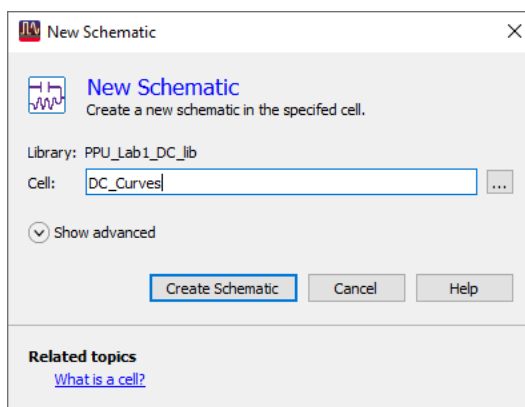 New Schematic
New Schematic
Create a new schematic in the specifed cell.
Library: PPU_Lab1_DC_lib
Cell: DC_Curves ...
Show advanced
Create Schematic Cancel Help
Related topics
What is a cell?